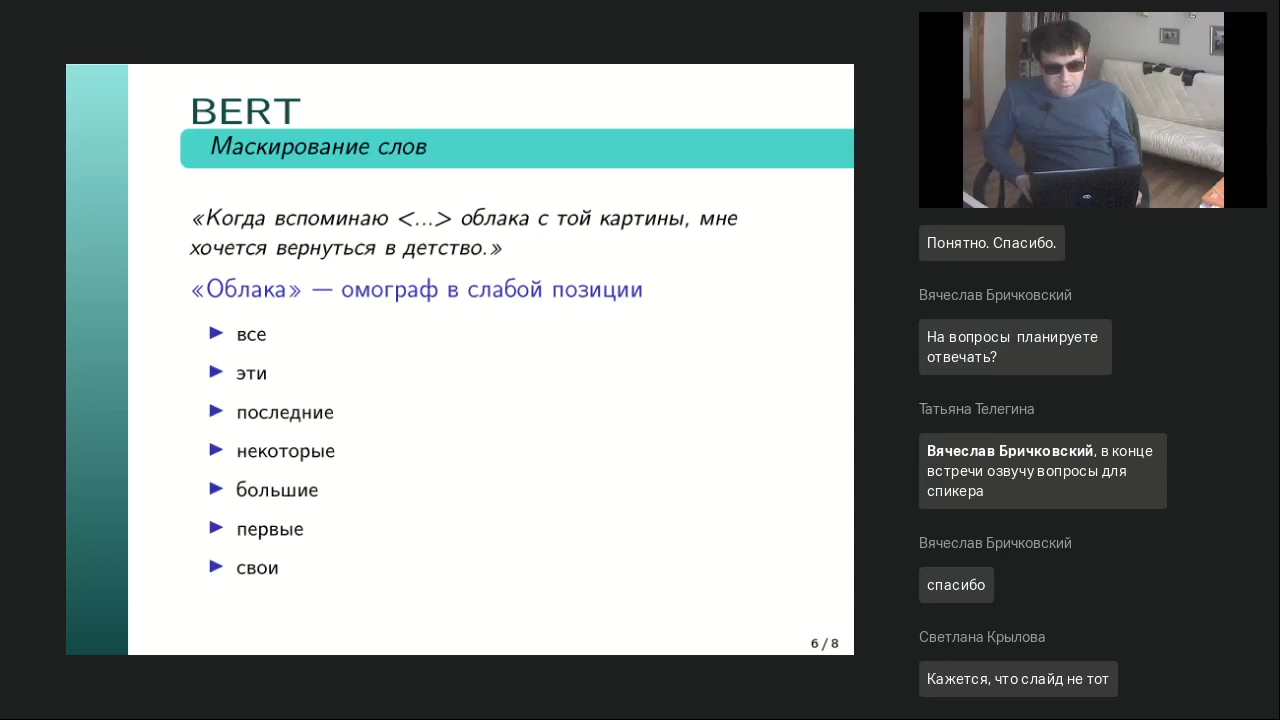 BERT
Маскирование слов
«Когда вспоминаю <...> облака с той картины, мне
хочется вернуться в детство.»
«Облака» — омограф в слабой позиции
все
эти
последние
некоторые
большие
первые
свои
6 / 8
Понятно. Спасибо.
Вячеслав Бричковский
На вопросы планируете
отвечать?
Татьяна Телегина
Вячеслав Бричковский, в конце
встречи озвучу вопросы для
спикера
Вячеслав Бричковский
спасибо
Светлана Крылова
Кажется, что слайд не тот